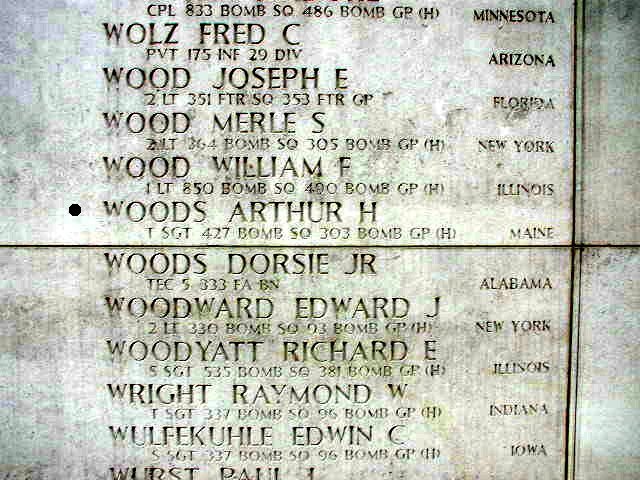 CPL 833 BOMB SQ 486 BOMB GP (H) MINNESOTA
WOLZ FRED C
PVT 175 INF 29 DIV ARIZONA
WOOD JOSEPH E
2 LT 351 FTR SQ 353 FTR GP FLORIDA
WOOD MERLE S
2 LT 364 BOMB SQ 305 BOMB GP (H) NEW YORK
WOOD WILLIAM F
1 LT 850 BOMB SQ 490 BOMB GP (H) ILLINOIS
WOODS ARTHUR H
T SGT 427 BOMB SQ 303 BOMB GP (H) MAINE
WOODS DORSIE JR
TEC 5 333 FA BN ALABAMA
WOODWARD EDWARD J
2 LT 330 BOMB SQ 93 BOMB GP (H) NEW YORK
WOODYATT RICHARD E
S SGT 535 BOMB SQ 381 BOMB GP (H) ILLINOIS
WRIGHT RAYMOND W
T SGT 337 BOMB SQ 96 BOMB GP (H) INDIANA
WULFEKUHLE EDWIN C
S SGT 337 BOMB SQ 96 BOMB GP (H) IOWA
WURST PAUL